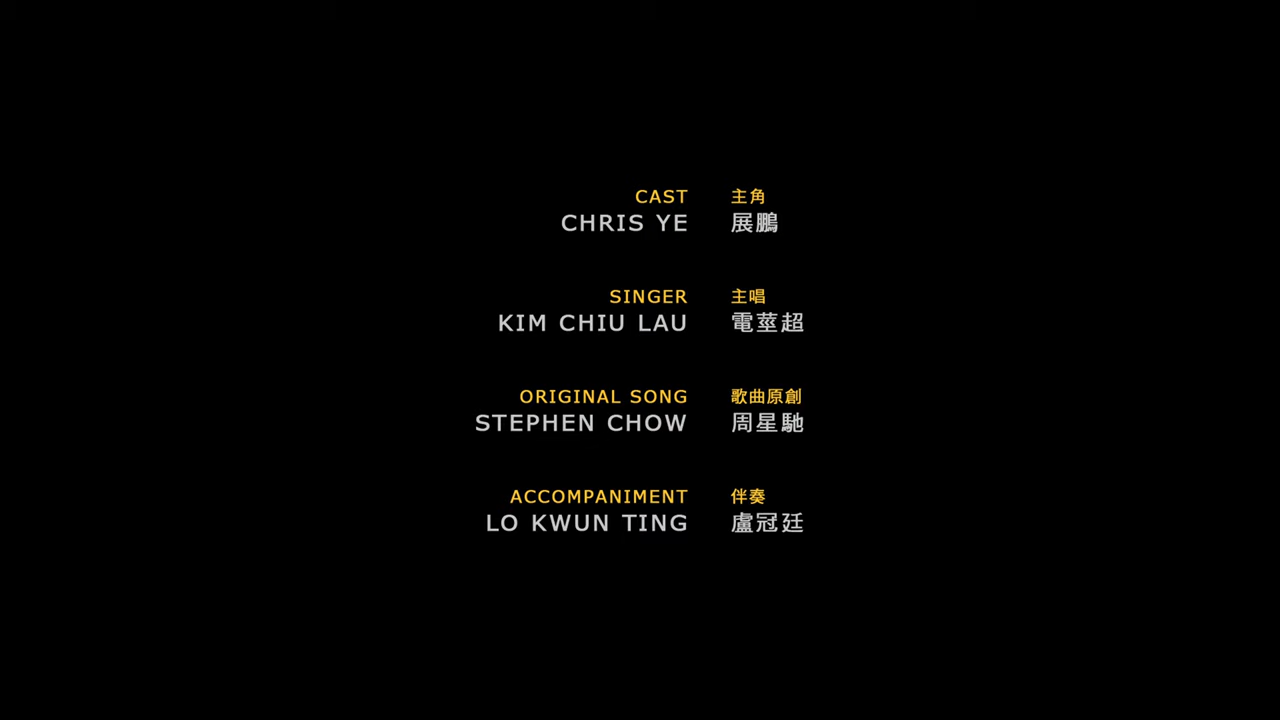 CAST 主角
CHRIS YE 展鵬
SINGER 主唱
KIM CHIU LAU 電莖超
ORIGINAL SONG 歌曲原創
STEPHEN CHOW 周星馳
ACCOMPANIMENT 伴奏
LO KWUN TING 盧冠廷